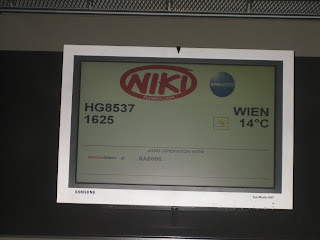 NIKI
HG8537
WIEN
1625
14°C
JOINT OPERATION WITH
SAMSUNG